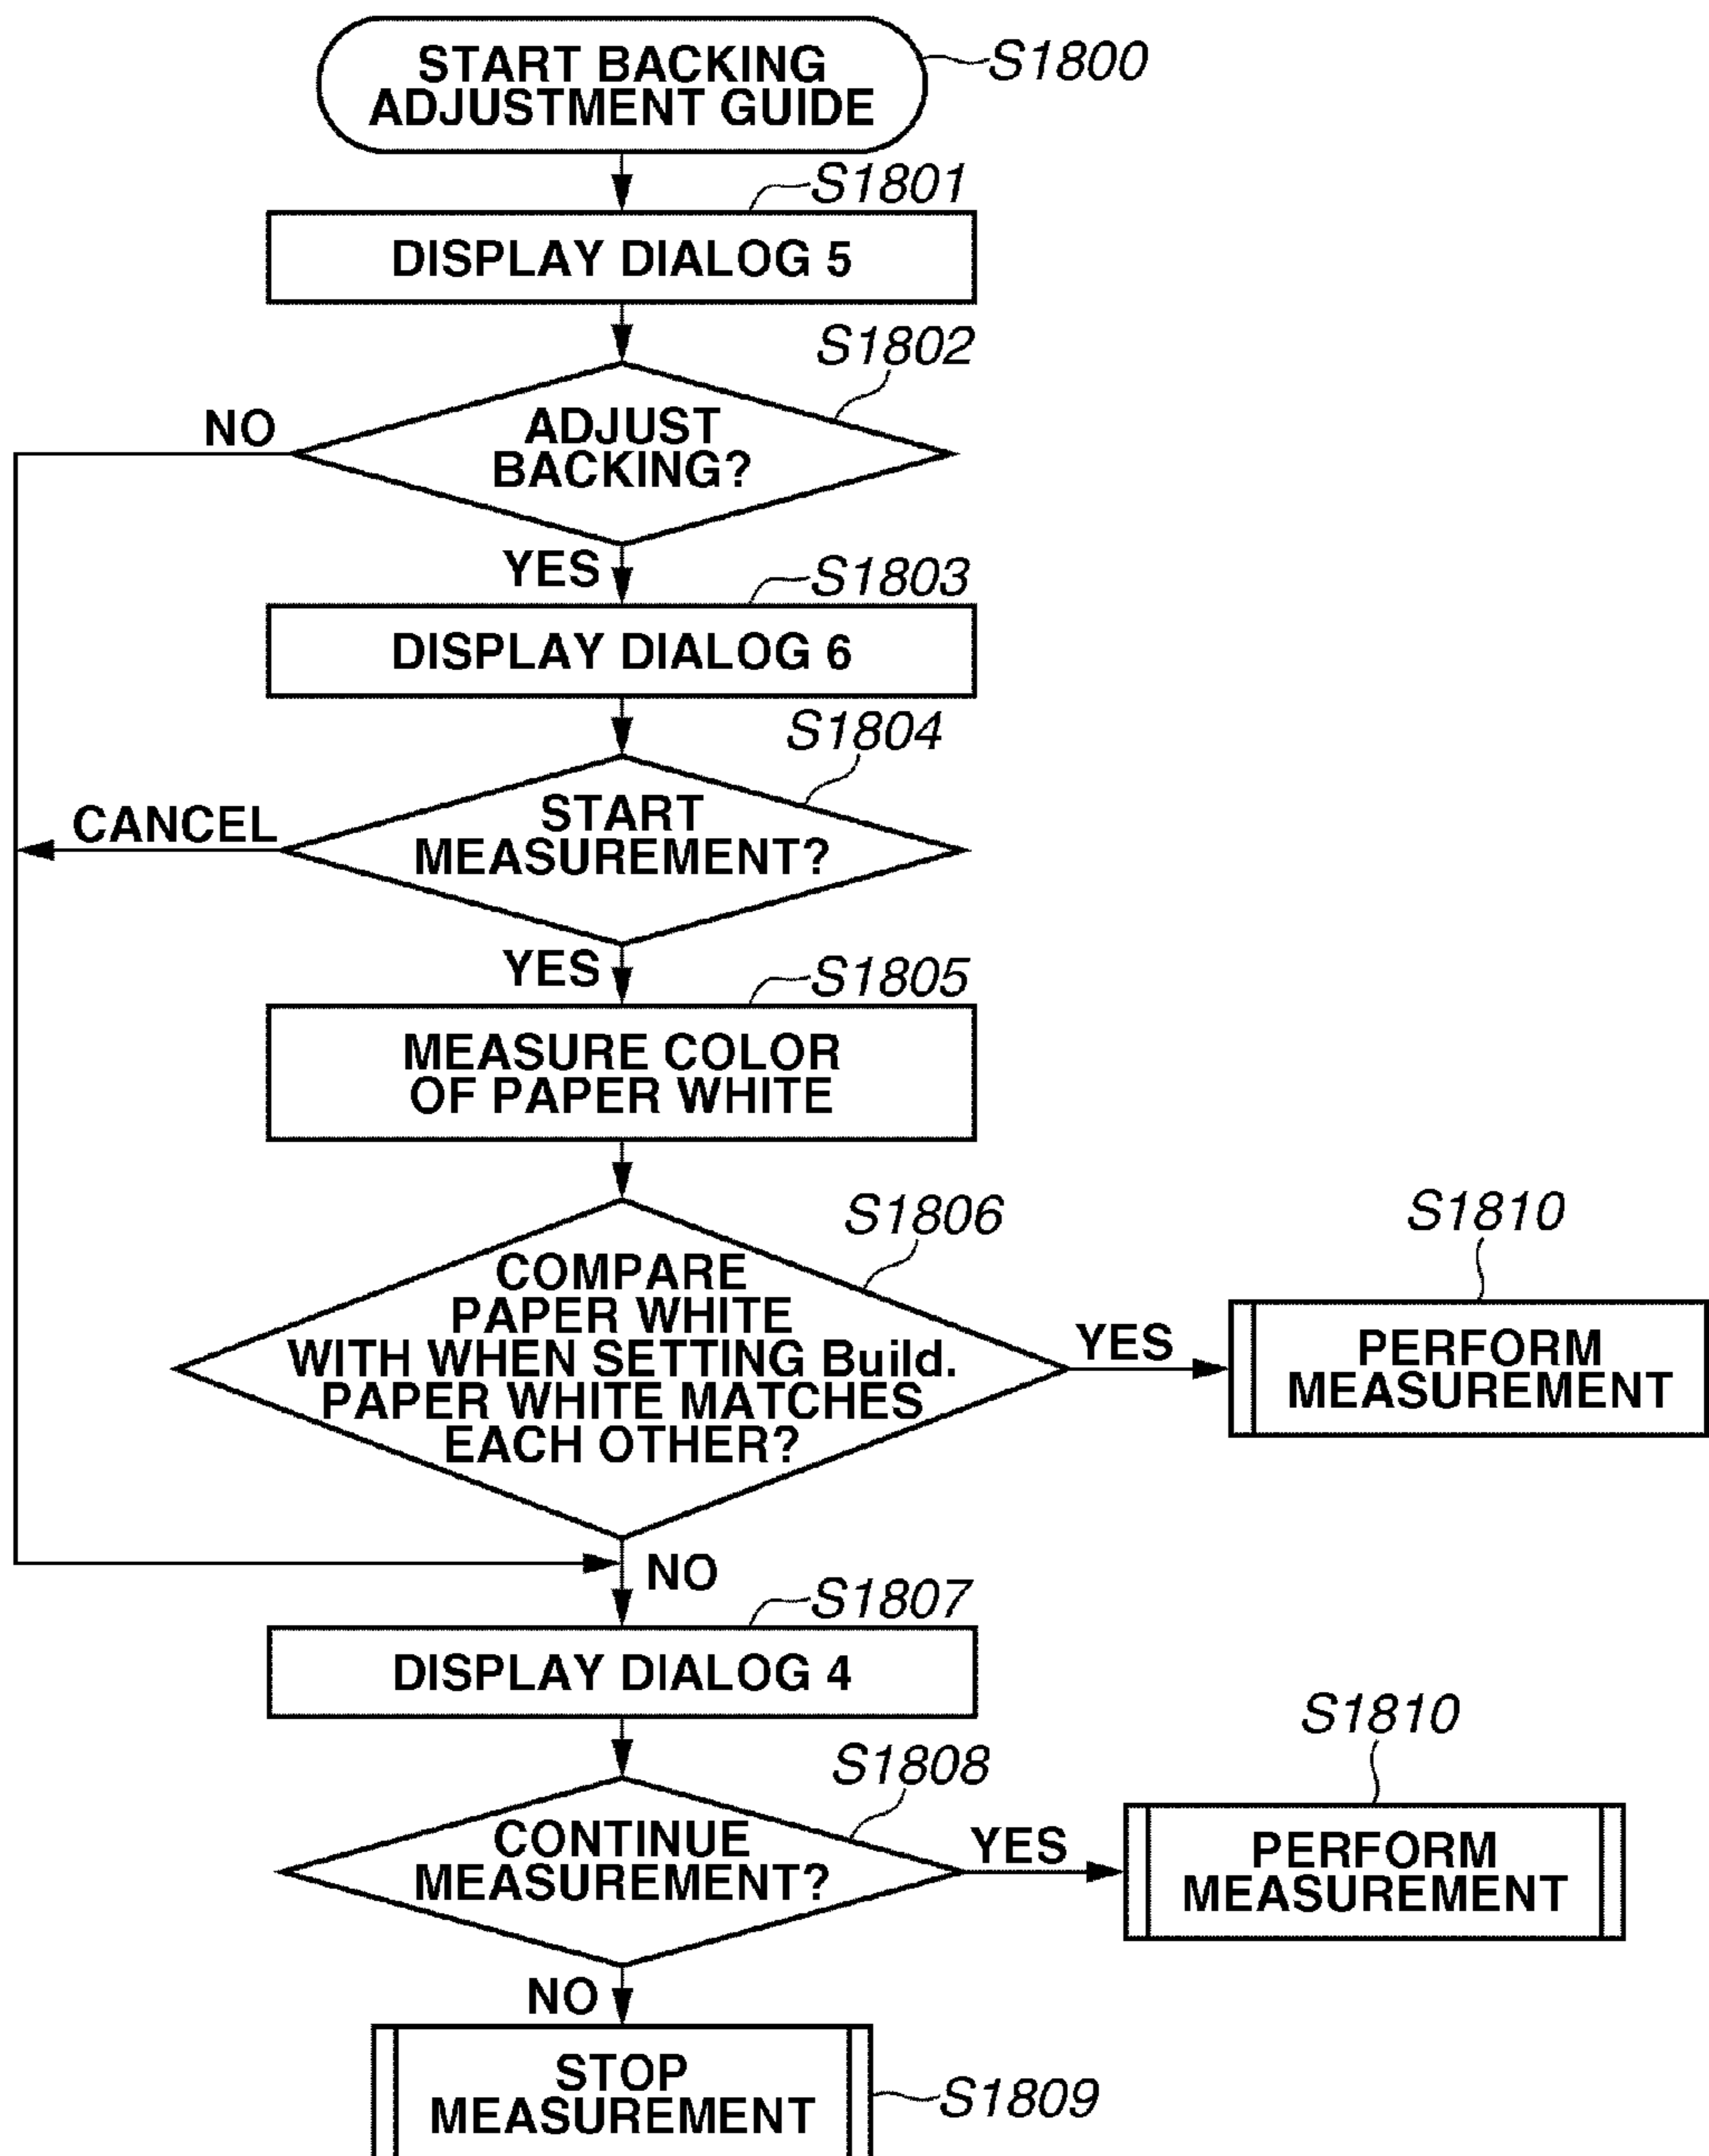 START BACKING
ADJUSTMENT GUIDE
S1800
S1801
DISPLAY DIALOG 5
S1802
ADJUST
BACKING?
NO
YES
S1803
DISPLAY DIALOG 6
S1804
START
MEASUREMENT?
CANCEL
YES
S1805
MEASURE COLOR
OF PAPER WHITE
S1806
COMPARE
PAPER WHITE
WITH WHEN SETTING Build.
PAPER WHITE MATCHES
EACH OTHER?
YES
S1810
PERFORM
MEASUREMENT
NO
S1807
DISPLAY DIALOG 4
S1808
CONTINUE
MEASUREMENT?
YES
S1810
PERFORM
MEASUREMENT
NO
STOP
MEASUREMENT
S1809